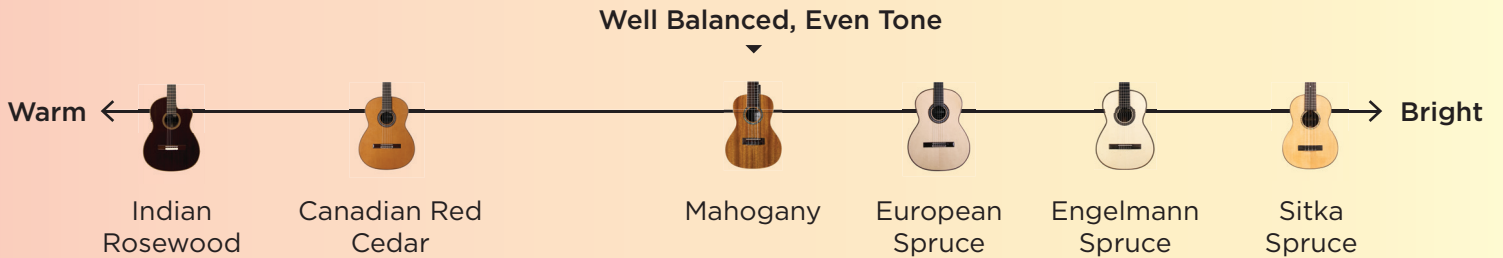 Well Balanced, Even Tone
Warm
Bright
Indian
Rosewood
Canadian Red
Cedar
Mahogany
European
Spruce
Engelmann
Spruce
Sitka
Spruce